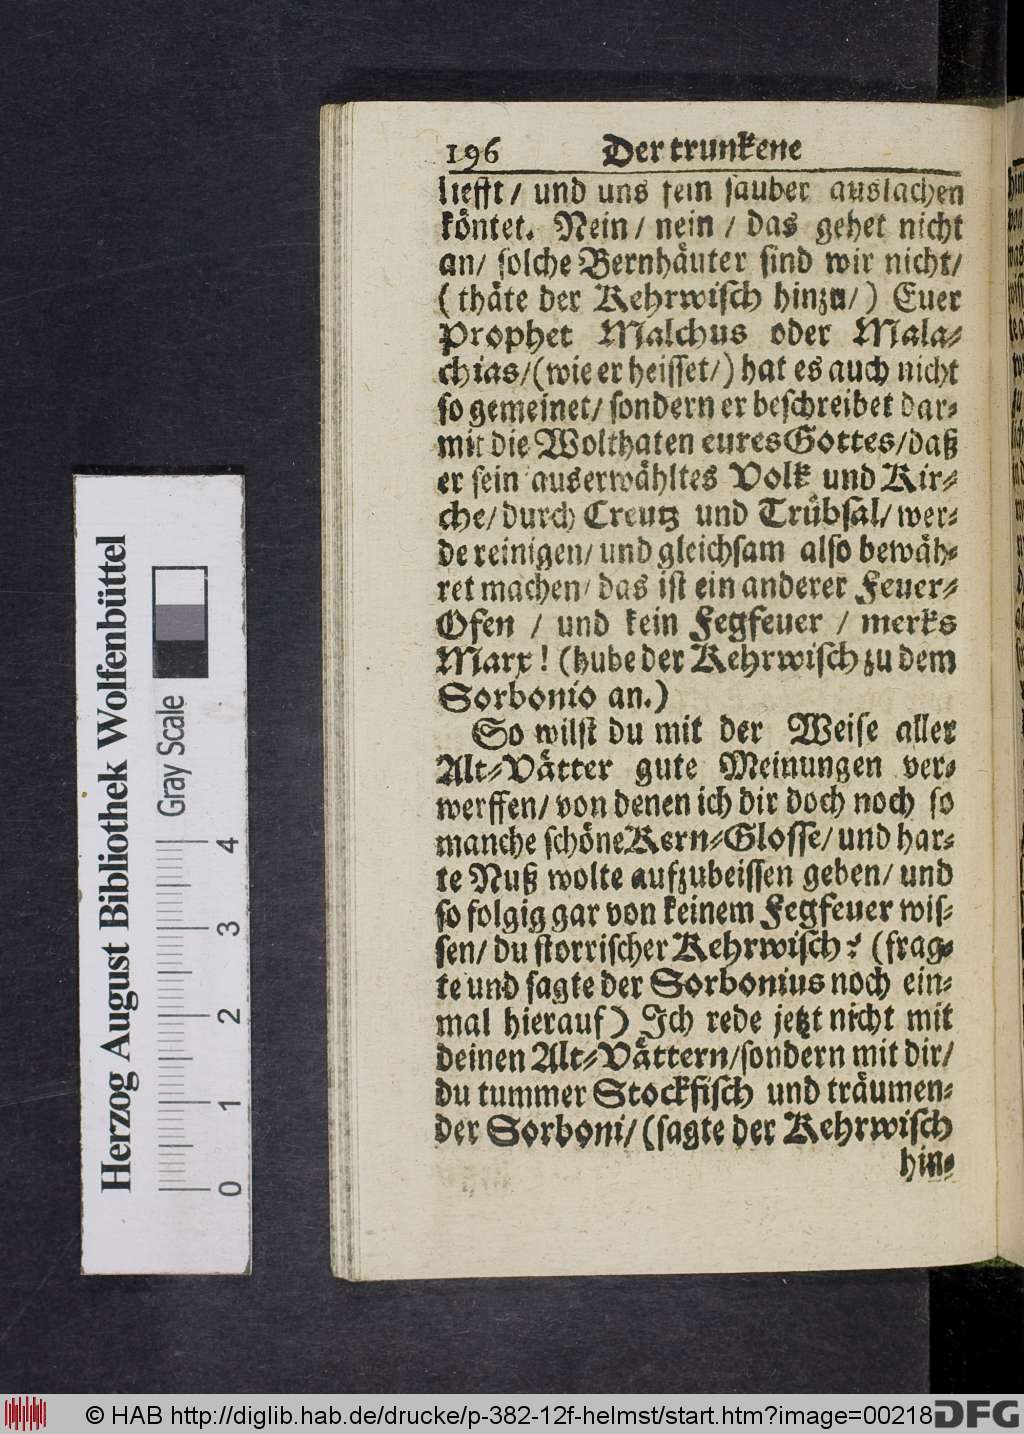 196 Der trunkene
liefft / und uns fein sauber auslachen
köntet. Nein / nein / das gehet nicht
an / solche Bernhäuter sind wir nicht /
( thäte der Kehrwisch hinzu / ) Euer
Prophet Malchus oder Mala⸗
chias / (wie er heisset / ) hat es auch nicht
so gemeinet / sondern er beschreibet dar⸗
mit die Wolthaten eures Gottes / daß
er sein auserwähltes Volk und Kir⸗
che / durch Creutz und Trübsal / wer⸗
de reinigen / und gleichsam also bewäh⸗
ret machen / das ist ein anderer Feuer⸗
Ofen / und kein Fegfeuer / merks
Marx ! (hube der Kehrwisch zu dem
Sorbonio an.)
So wilst du mit der Weise aller
Alt⸗Vätter gute Meinungen ver⸗
werffen / von denen ich dir doch noch so
manche schöne Kern⸗Glosse / und har⸗
te Nuß wolte aufzubeissen geben / und
so folgig gar von keinem Fegfeuer wis⸗
sen / du storrischer Kehrwisch ? (frag⸗
te und sagte der Sorbonius noch ein⸗
mal hierauf ) Ich rede jetzt nicht mit
deinen Alt⸗Vättern / sondern mit dir /
du tummer Stockfisch und träumen⸗
der Sorboni / (sagte der Kehrwisch
hin⸗
Herzog August Bibliothek Wolfenbüttel
Gray Scale
0 1 2 3 4
© HAB http://diglib.hab.de/drucke/p-382-12f-helmst/start.htm?image=00218
DFG